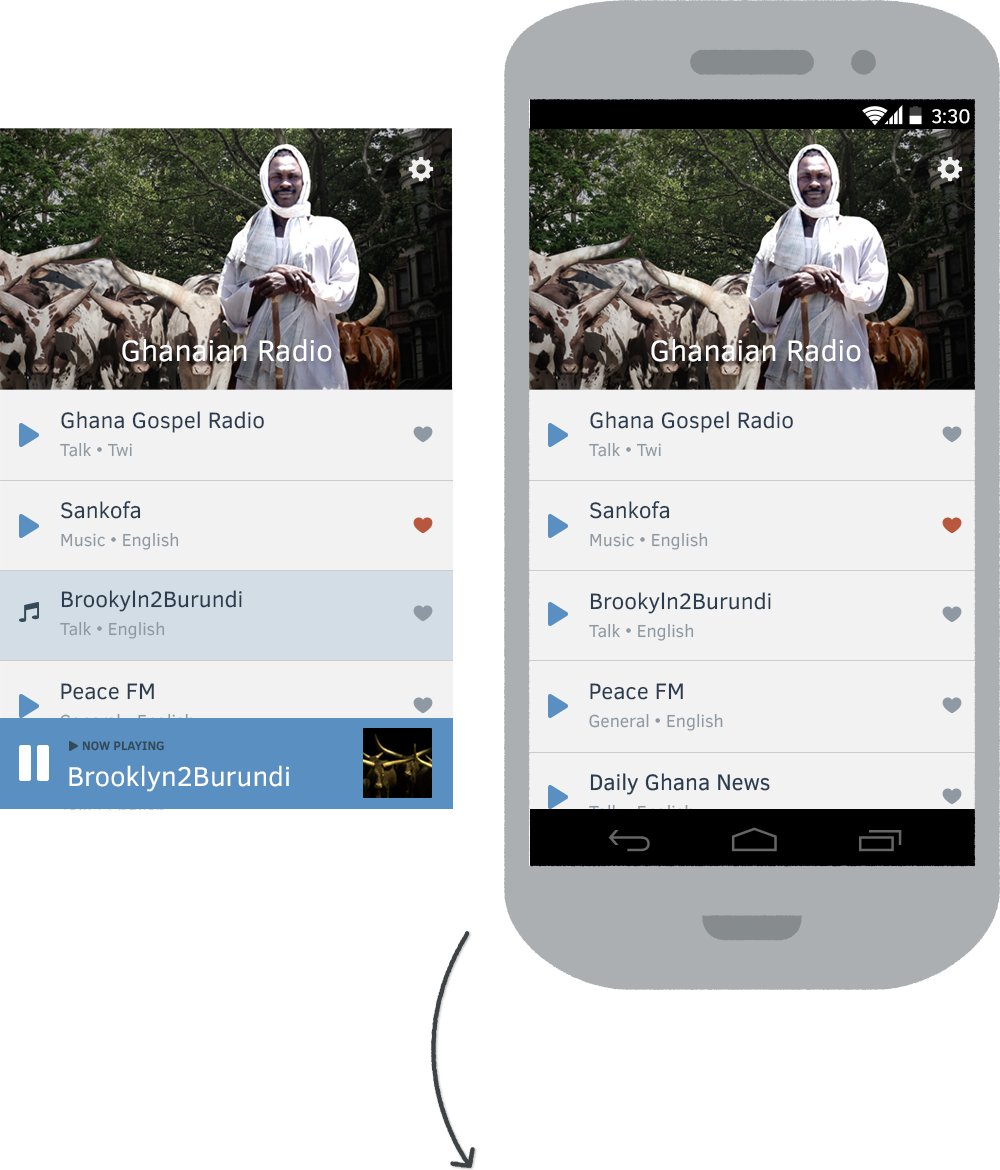 Ghanaian Radio
Ghana Gospel Radio
Talk • Twi
Sankofa
Music • English
Brookyln2Burundi
Talk • English
Peace FM
NOW PLAYING
Brooklyn2Burundi
3:30
Ghanaian Radio
Ghana Gospel Radio
Talk • Twi
Sankofa
Music • English
Brookyln2Burundi
Talk • English
Peace FM
General • English
Daily Ghana News